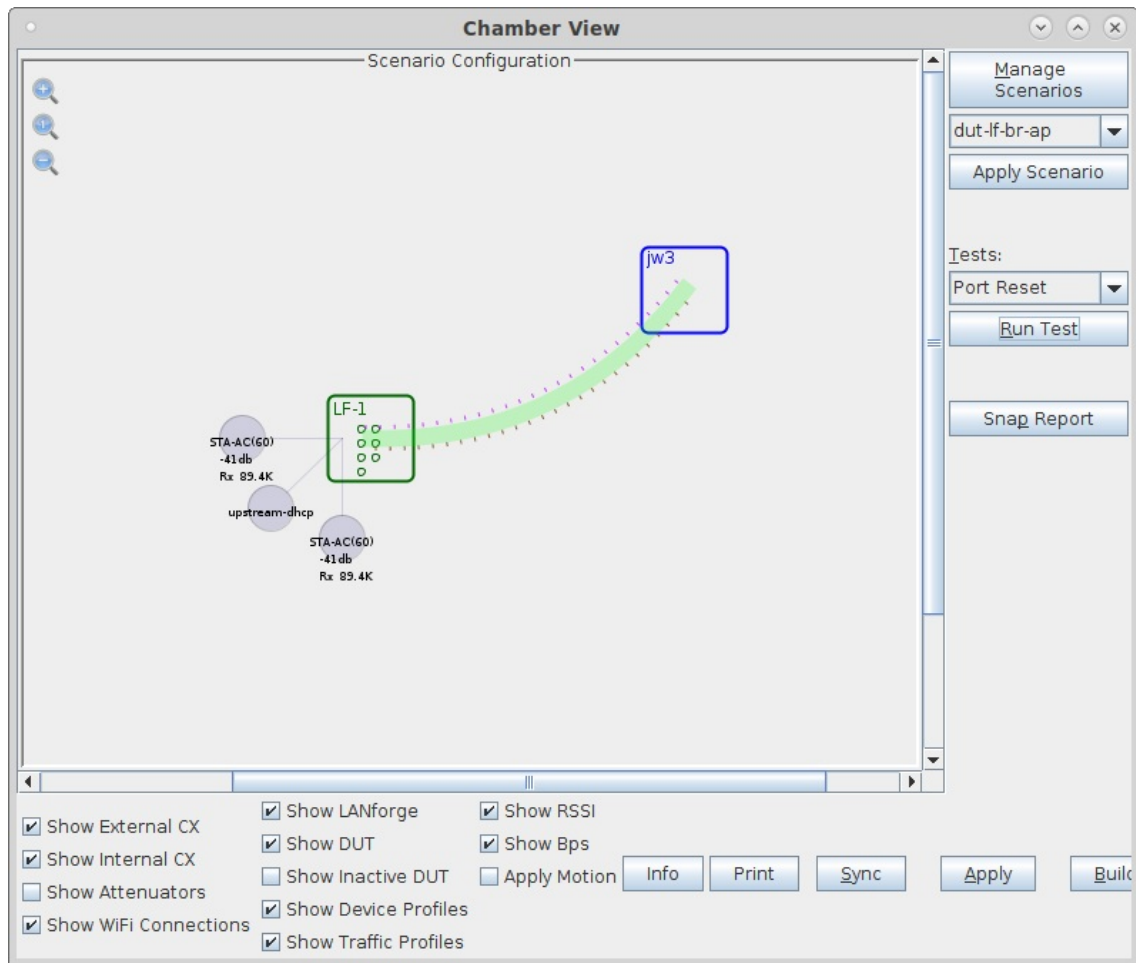 Chamber View
Scenario Configuration
jw3
LF-1
STA-AC(60)
-41db
Rx 89.4K
upstream-dhcp
STA-AC(60)
-41db
Rx 89.4K
Manage
Scenarios
dut-lf-br-ap
Apply Scenario
Tests:
Port Reset
Run Test
Snap Report
Show External CX
Show Internal CX
Show Attenuators
Show WiFi Connections
Show LANforge
Show DUT
Show Inactive DUT
Show Device Profiles
Show Traffic Profiles
Show RSSI
Show Bps
Apply Motion
Info
Print
Sync
Apply
Build